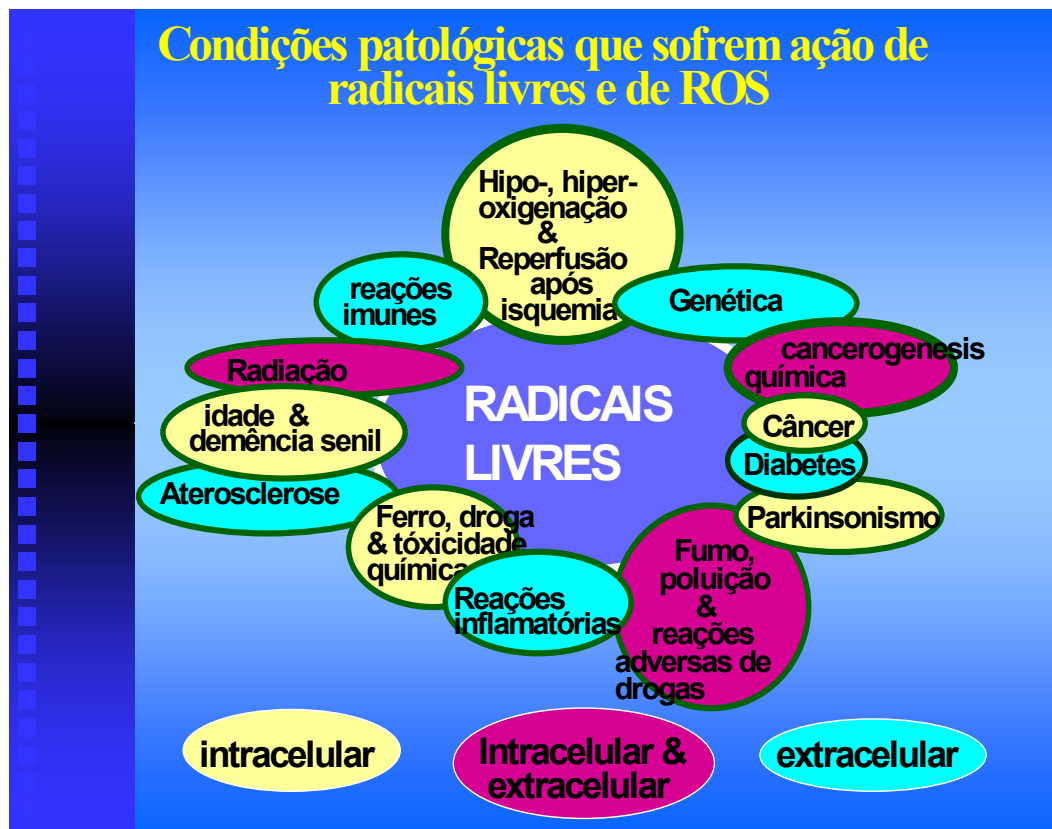 Condições patológicas que sofrem ação de
radicais livres e de ROS
Hipo-, hiper-
oxigenação
&
Reperfusão
após
isquemia
reações
imunes
Genética
Radiação
cancerogenesis
química
idade & 
demência senil
RADICAIS
LIVRES
Câncer
Diabetes
Aterosclerose
Parkinsonismo
Ferro, droga
& tóxicidade
química
Fumo,
poluição
&
reações
adversas de
drogas
Reações
inflamatórias
intracelular
Intracelular &
extracelular
extracelular